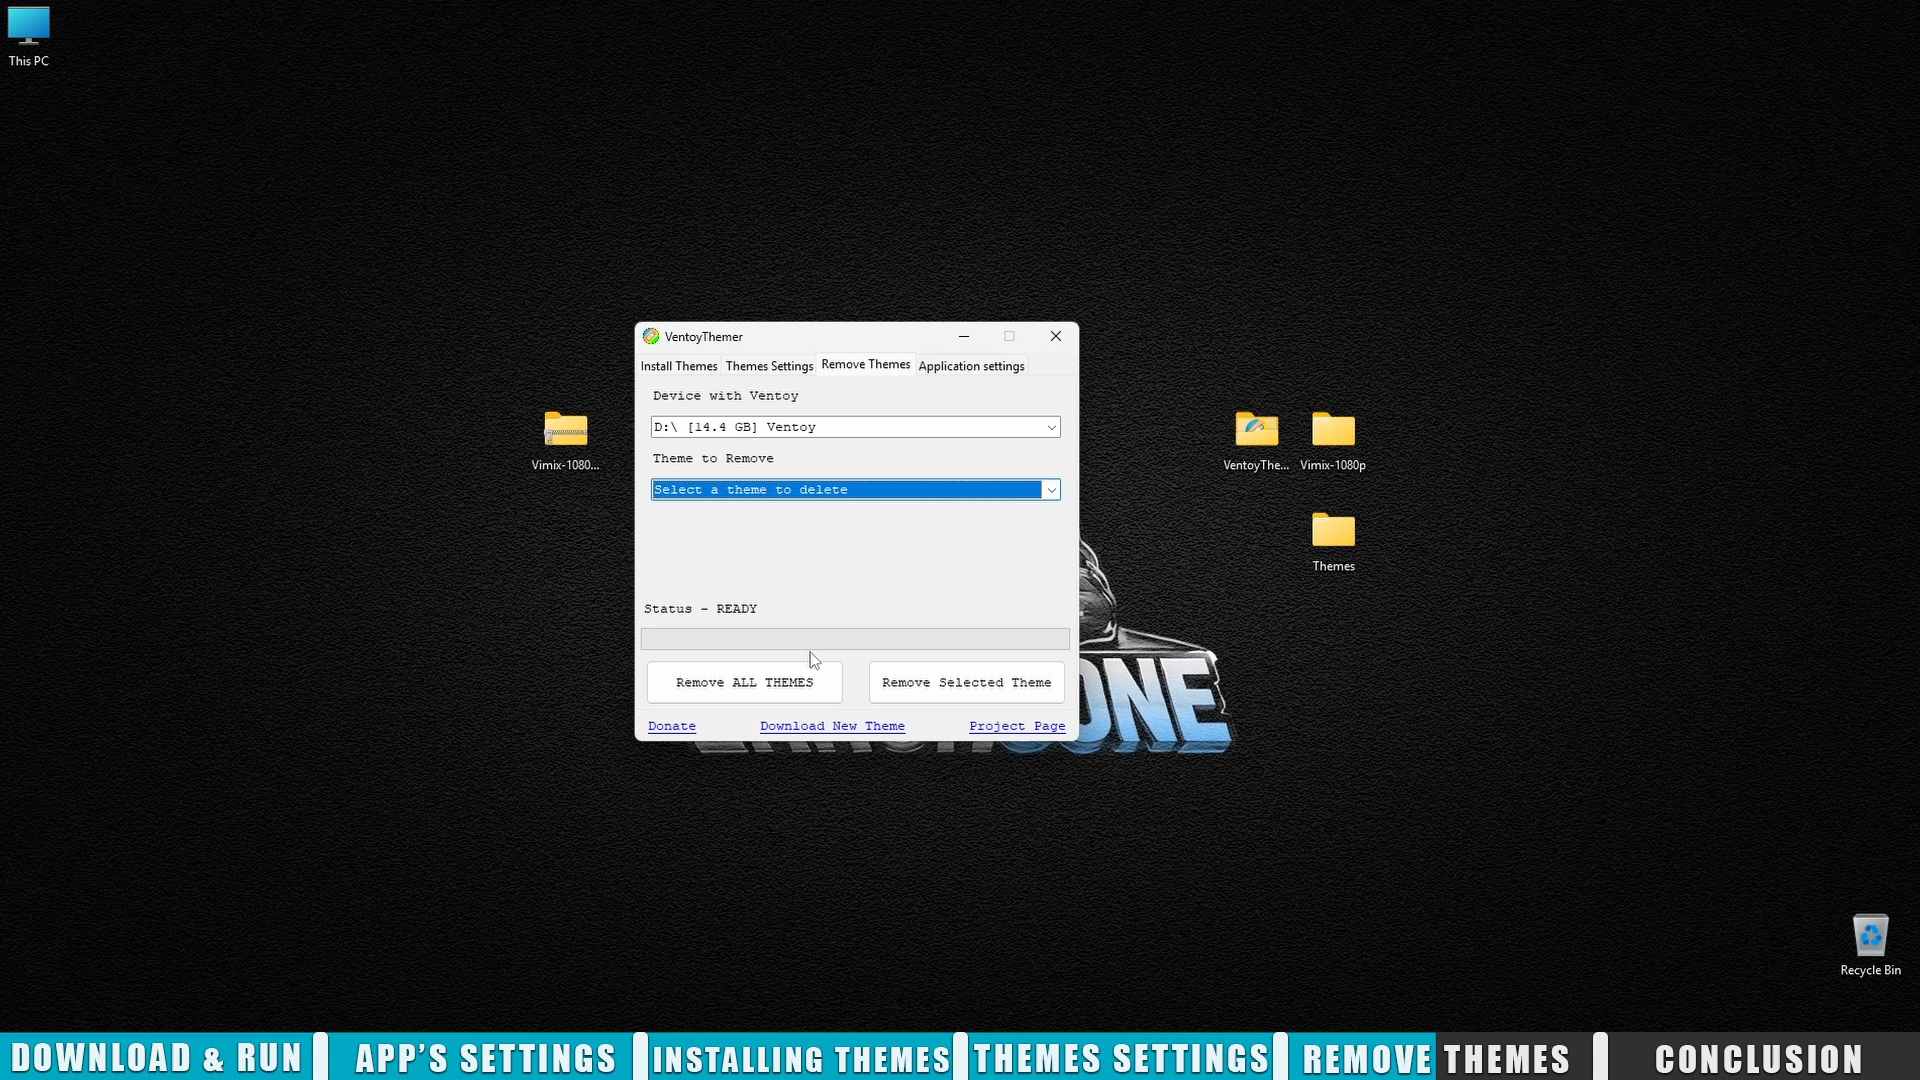 This PC
VentoyThemer
Install Themes
Themes Settings
Remove Themes
Application settings
Device with Ventoy
D:\ [14.4 GB] Ventoy
Theme to Remove
Select a theme to delete
Status - READY
Remove ALL THEMES
Remove Selected Theme
Donate
Download New Theme
Project Page
Vimix-1080...
VentoyThe...
Vimix-1080p
Themes
ONE
Recycle Bin
DOWNLOAD & RUN
APP'S SETTINGS
INSTALLING THEMES
THEMES SETTINGS
REMOVE THEMES
CONCLUSION